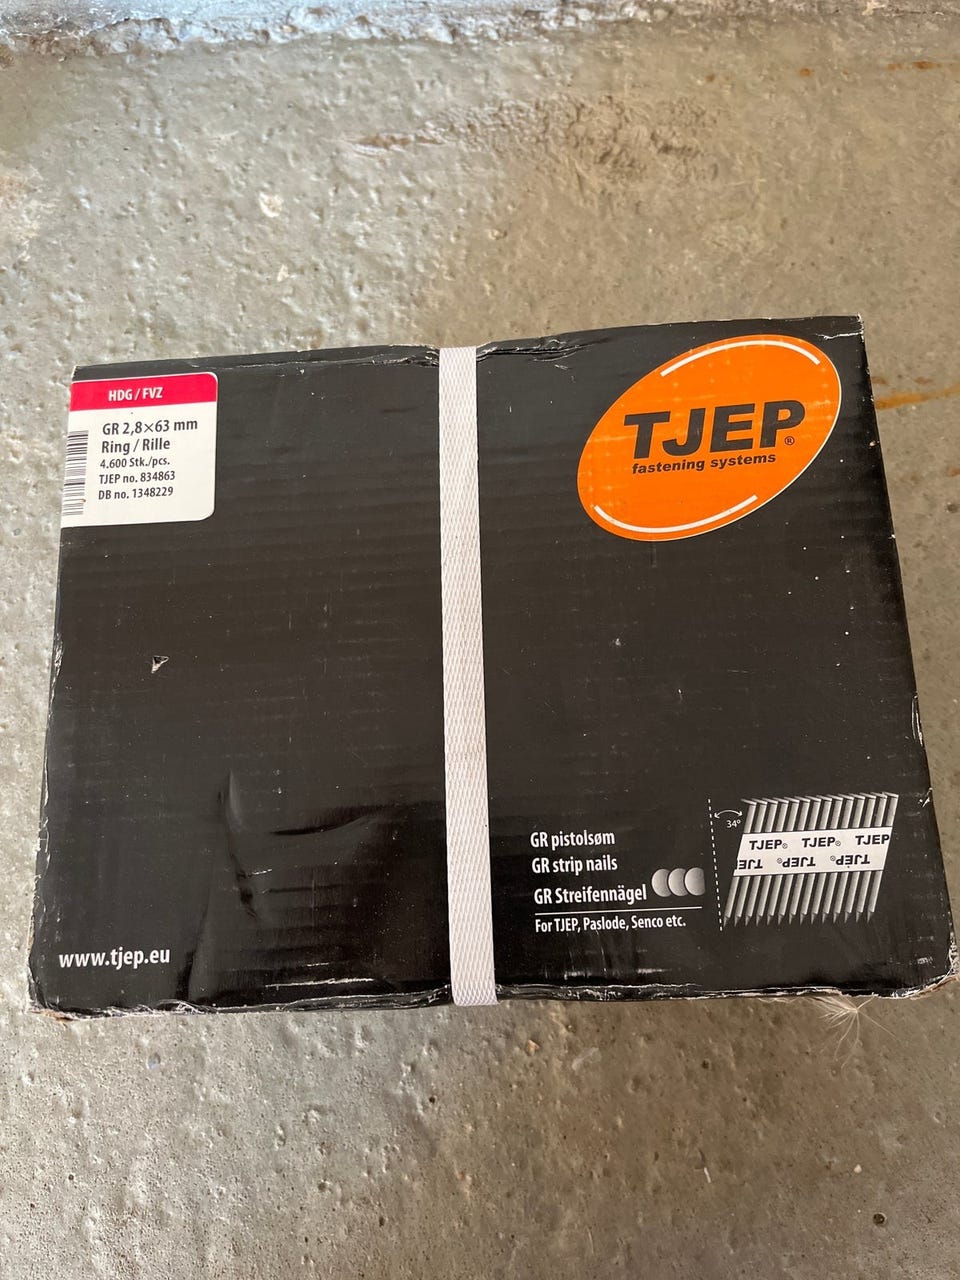 HDG / FVZ
GR 2,8×63 mm
Ring / Rille
4.600 Stk./pcs.
TJEP no. 834863
DB no. 1348229
TJEP®
fastening systems
GR pistolsøm
GR strip nails
GR Streifennägel
For TJEP, Paslode, Senco etc.
34°
TJEP® TJEP® TJEP
TJE TJEP® TJEP®
www.tjep.eu